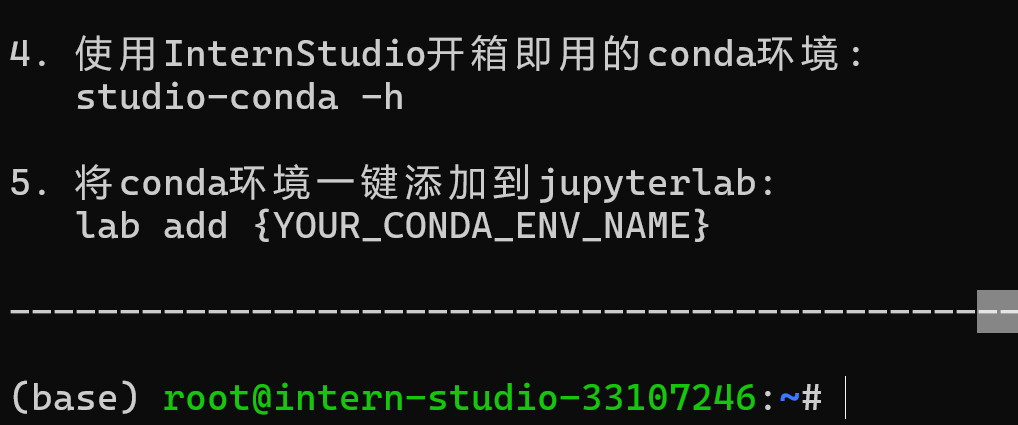 4. 使用InternStudio开箱即用的conda环境:
studio-conda -h
5. 将conda环境一键添加到jupyterlab:
lab add {YOUR_CONDA_ENV_NAME}
-----------------------------------------------
(base) root@intern-studio-33107246:~#